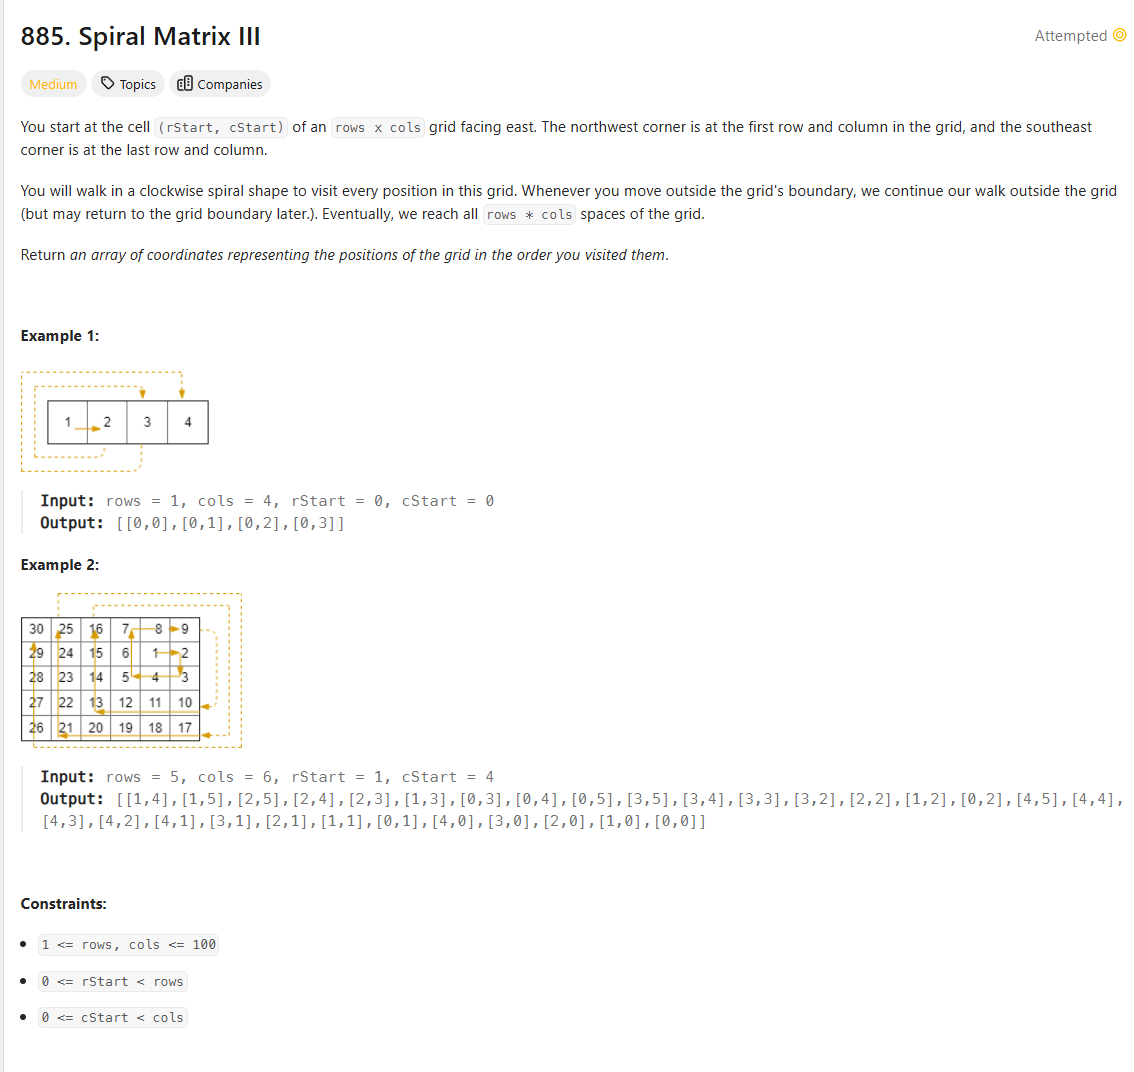 885. Spiral Matrix III
Attempted
Medium
Topics
Companies
You start at the cell (rStart, cStart) of an rows x cols grid facing east. The northwest corner is at the first row and column in the grid, and the southeast
corner is at the last row and column.
You will walk in a clockwise spiral shape to visit every position in this grid. Whenever you move outside the grid's boundary, we continue our walk outside the grid
(but may return to the grid boundary later.). Eventually, we reach all rows * cols spaces of the grid.
Return an array of coordinates representing the positions of the grid in the order you visited them.
Example 1:
1 2 3 4
Input: rows = 1, cols = 4, rStart = 0, cStart = 0
Output: [[0,0],[0,1],[0,2],[0,3]]
Example 2:
30 25 16 7 8 9
29 24 15 6 1 2
28 23 14 5 4 3
27 22 13 12 11 10
26 21 20 19 18 17
Input: rows = 5, cols = 6, rStart = 1, cStart = 4
Output: [[1,4],[1,5],[2,5],[2,4],[2,3],[1,3],[0,3],[0,4],[0,5],[3,5],[3,4],[3,3],[3,2],[2,2],[1,2],[0,2],[4,5],[4,4],
[4,3],[4,2],[4,1],[3,1],[2,1],[1,1],[0,1],[4,0],[3,0],[2,0],[1,0],[0,0]]
Constraints:
1 <= rows, cols <= 100
0 <= rStart < rows
0 <= cStart < cols